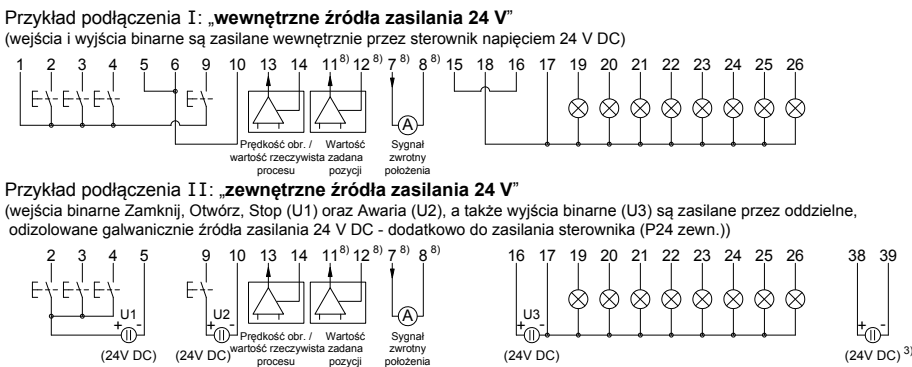 Przykład podłączenia I: „wewnętrzne źródła zasilania 24 V”
(wejścia i wyjścia binarne są zasilane wewnętrznie przez sterownik napięciem 24 V DC)
1 2 3 4 5 6 9 10 13 14 11 8) 12 8) 7 8) 8 8) 15 18 16 17 19 20 21 22 23 24 25 26
A
Prędkość obr. / Wartość Sygnał
wartość rzeczywista zadana zwrotny
procesu pozycji położenia
Przykład podłączenia II: „zewnętrzne źródła zasilania 24 V”
(wejścia binarne Zamknij, Otwórz, Stop (U1) oraz Awaria (U2), a także wyjścia binarne (U3) są zasilane przez oddzielne,
odizolowane galwanicznie źródła zasilania 24 V DC - dodatkowo do zasilania sterownika (P24 zewn.))
2 3 4 5 9 10 13 14 11 8) 12 8) 7 8) 8 8) 16 17 19 20 21 22 23 24 25 26 38 39
U1 U2 A U3
+ - + - + - + -
Prędkość obr. / Wartość Sygnał
(24V DC) (24V DC) wartość rzeczywista zadana zwrotny (24V DC) (24V DC) 3)
procesu pozycji położenia